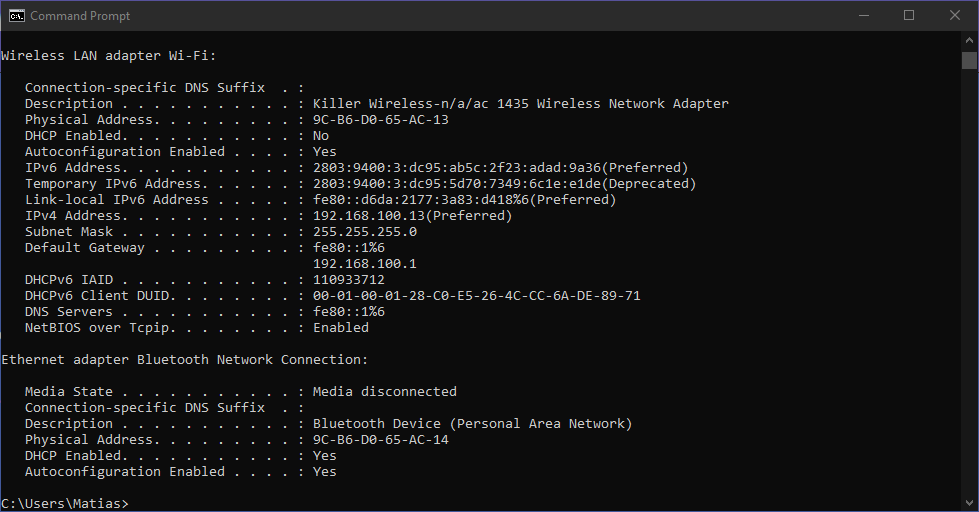 Command Prompt
Wireless LAN adapter Wi-Fi:
Connection-specific DNS Suffix  . :
Description . . . . . . . . . . . : Killer Wireless-n/a/ac 1435 Wireless Network Adapter
Physical Address. . . . . . . . . : 9C-B6-D0-65-AC-13
DHCP Enabled. . . . . . . . . . . : No
Autoconfiguration Enabled . . . . : Yes
IPv6 Address. . . . . . . . . . . : 2803:9400:3:dc95:ab5c:2f23:adad:9a36(Preferred)
Temporary IPv6 Address. . . . . . : 2803:9400:3:dc95:5d70:7349:6c1e:e1de(Deprecated)
Link-local IPv6 Address . . . . . : fe80::d6da:2177:3a83:d418%6(Preferred)
IPv4 Address. . . . . . . . . . . : 192.168.100.13(Preferred)
Subnet Mask . . . . . . . . . . . : 255.255.255.0
Default Gateway . . . . . . . . . : fe80::1%6
192.168.100.1
DHCPv6 IAID . . . . . . . . . . . : 110933712
DHCPv6 Client DUID. . . . . . . . : 00-01-00-01-28-C0-E5-26-4C-CC-6A-DE-89-71
DNS Servers . . . . . . . . . . . : fe80::1%6
NetBIOS over Tcpip. . . . . . . . : Enabled
Ethernet adapter Bluetooth Network Connection:
Media State . . . . . . . . . . . : Media disconnected
Connection-specific DNS Suffix  . :
Description . . . . . . . . . . . : Bluetooth Device (Personal Area Network)
Physical Address. . . . . . . . . : 9C-B6-D0-65-AC-14
DHCP Enabled. . . . . . . . . . . : Yes
Autoconfiguration Enabled . . . . : Yes
C:\Users\Matias>